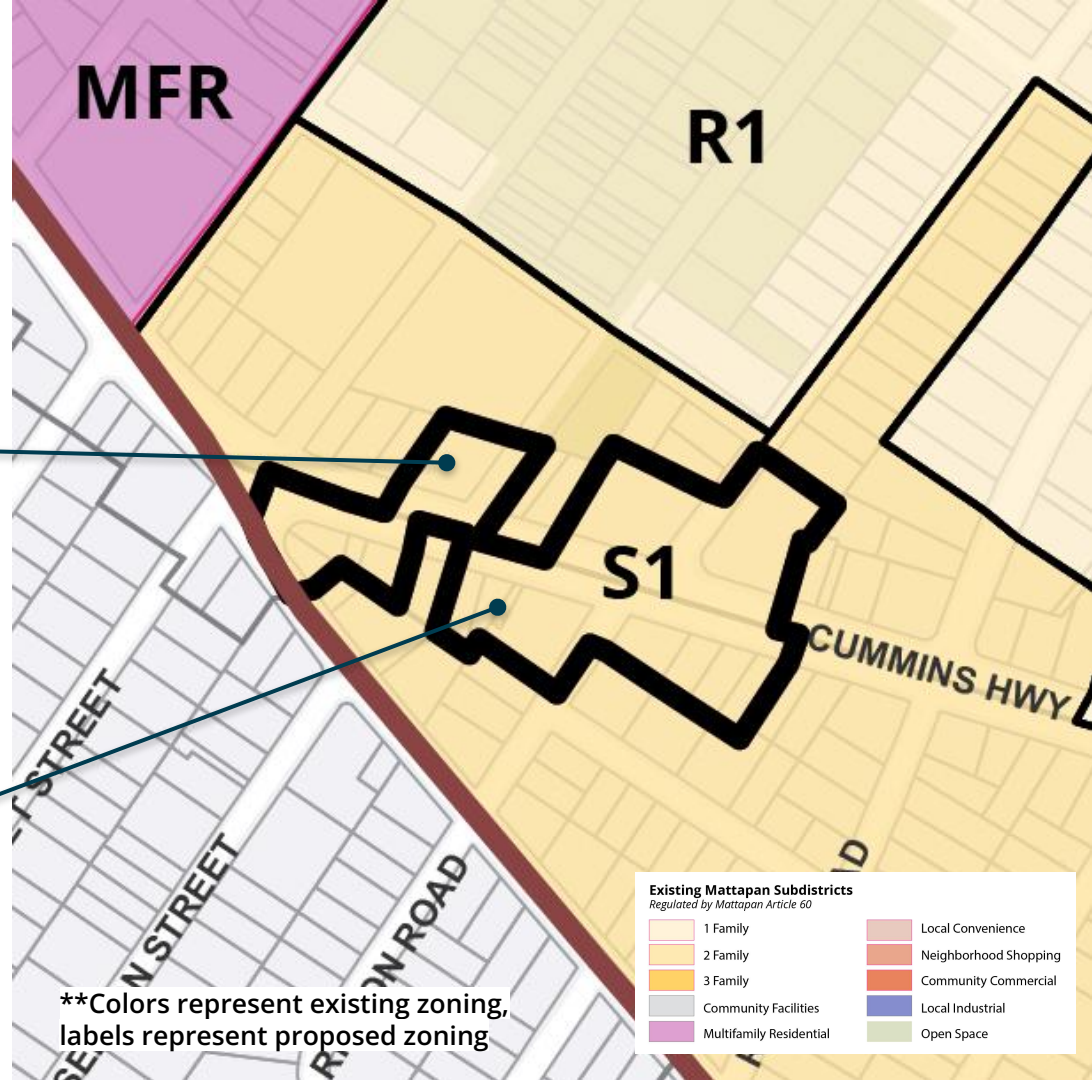 MFR
R1
S1
CUMMINS HWY
STREET
STREET
ROAD
**Colors represent existing zoning,
labels represent proposed zoning
Existing Mattapan Subdistricts
Regulated by Mattapan Article 60
1 Family
2 Family
3 Family
Community Facilities
Multifamily Residential
Local Convenience
Neighborhood Shopping
Community Commercial
Local Industrial
Open Space